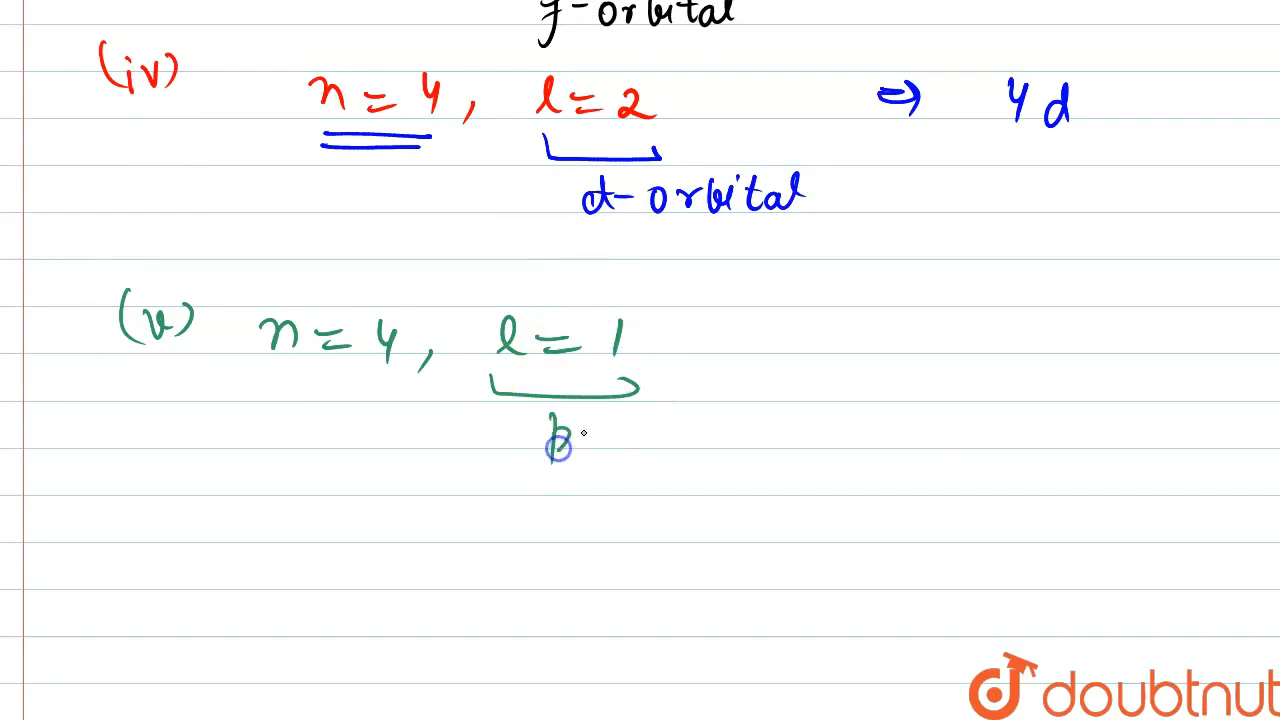 f-orbital
(iv) n = 4, l = 2 ⇒ 4d
d-orbital
(v) n = 4, l = 1
p
doubtnut